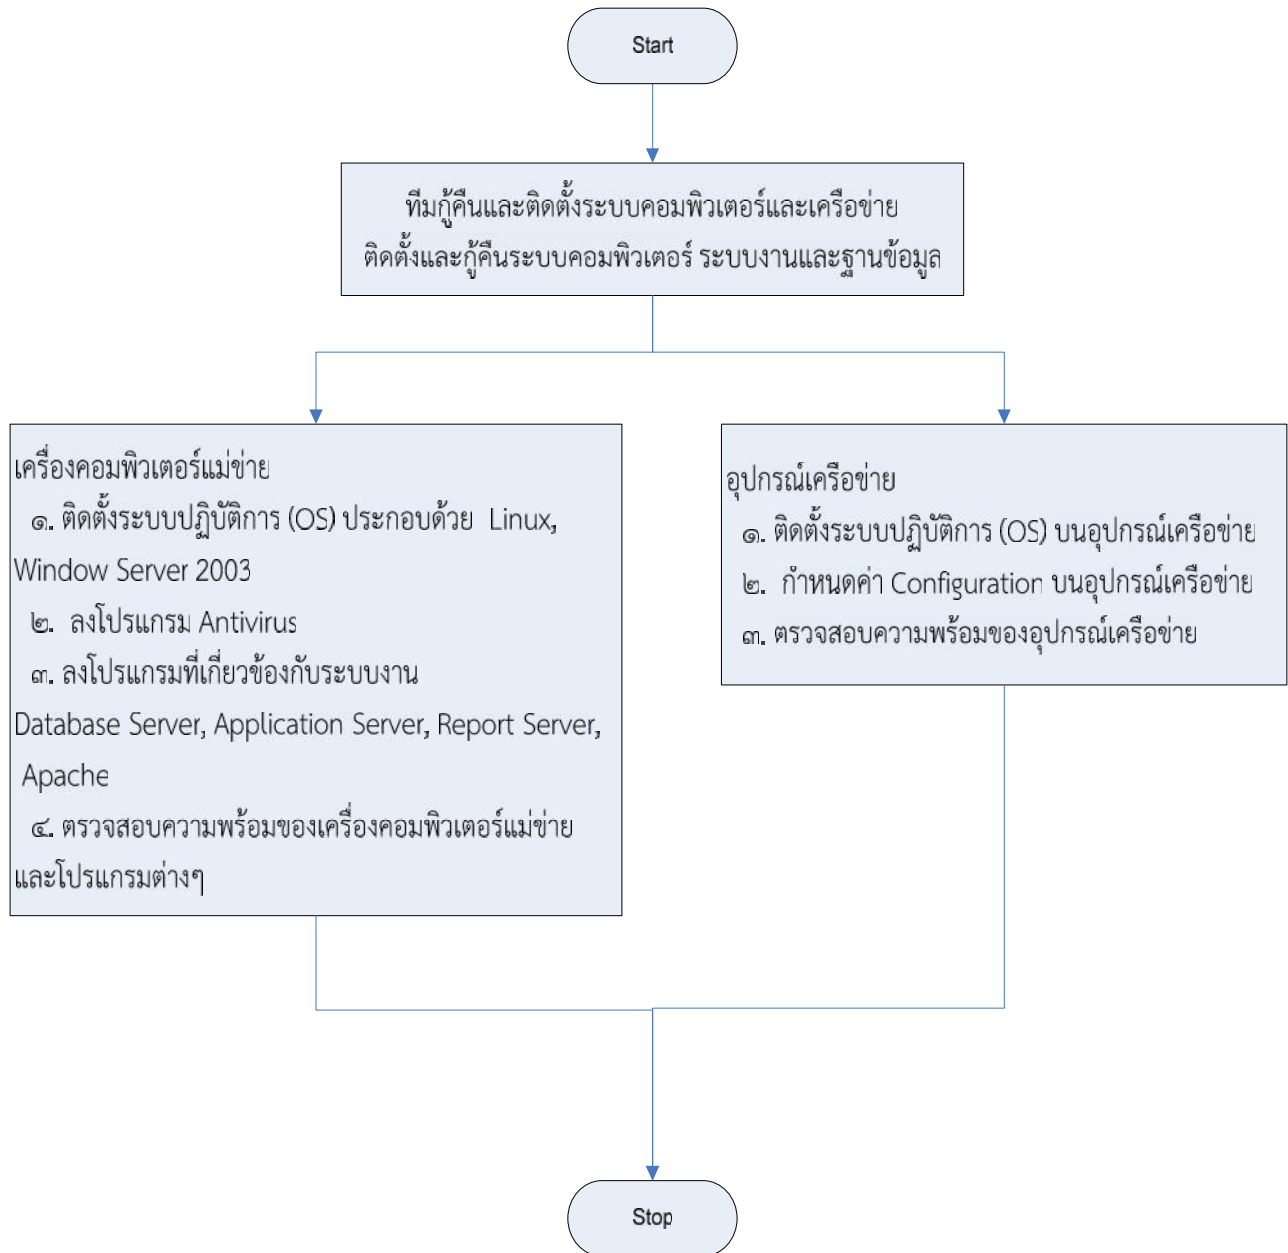 Start
ทีมกู้คืนและติดตั้งระบบคอมพิวเตอร์และเครือข่าย
ติดตั้งและกู้คืนระบบคอมพิวเตอร์ ระบบงานและฐานข้อมูล
เครื่องคอมพิวเตอร์แม่ข่าย
๑. ติดตั้งระบบปฏิบัติการ (OS) ประกอบด้วย Linux,
Window Server 2003
๒. ลงโปรแกรม Antivirus
๓. ลงโปรแกรมที่เกี่ยวข้องกับระบบงาน
Database Server, Application Server, Report Server,
Apache
๔. ตรวจสอบความพร้อมของเครื่องคอมพิวเตอร์แม่ข่าย
และโปรแกรมต่างๆ
อุปกรณ์เครือข่าย
๑. ติดตั้งระบบปฏิบัติการ (OS) บนอุปกรณ์เครือข่าย
๒. กำหนดค่า Configuration บนอุปกรณ์เครือข่าย
๓. ตรวจสอบความพร้อมของอุปกรณ์เครือข่าย
Stop